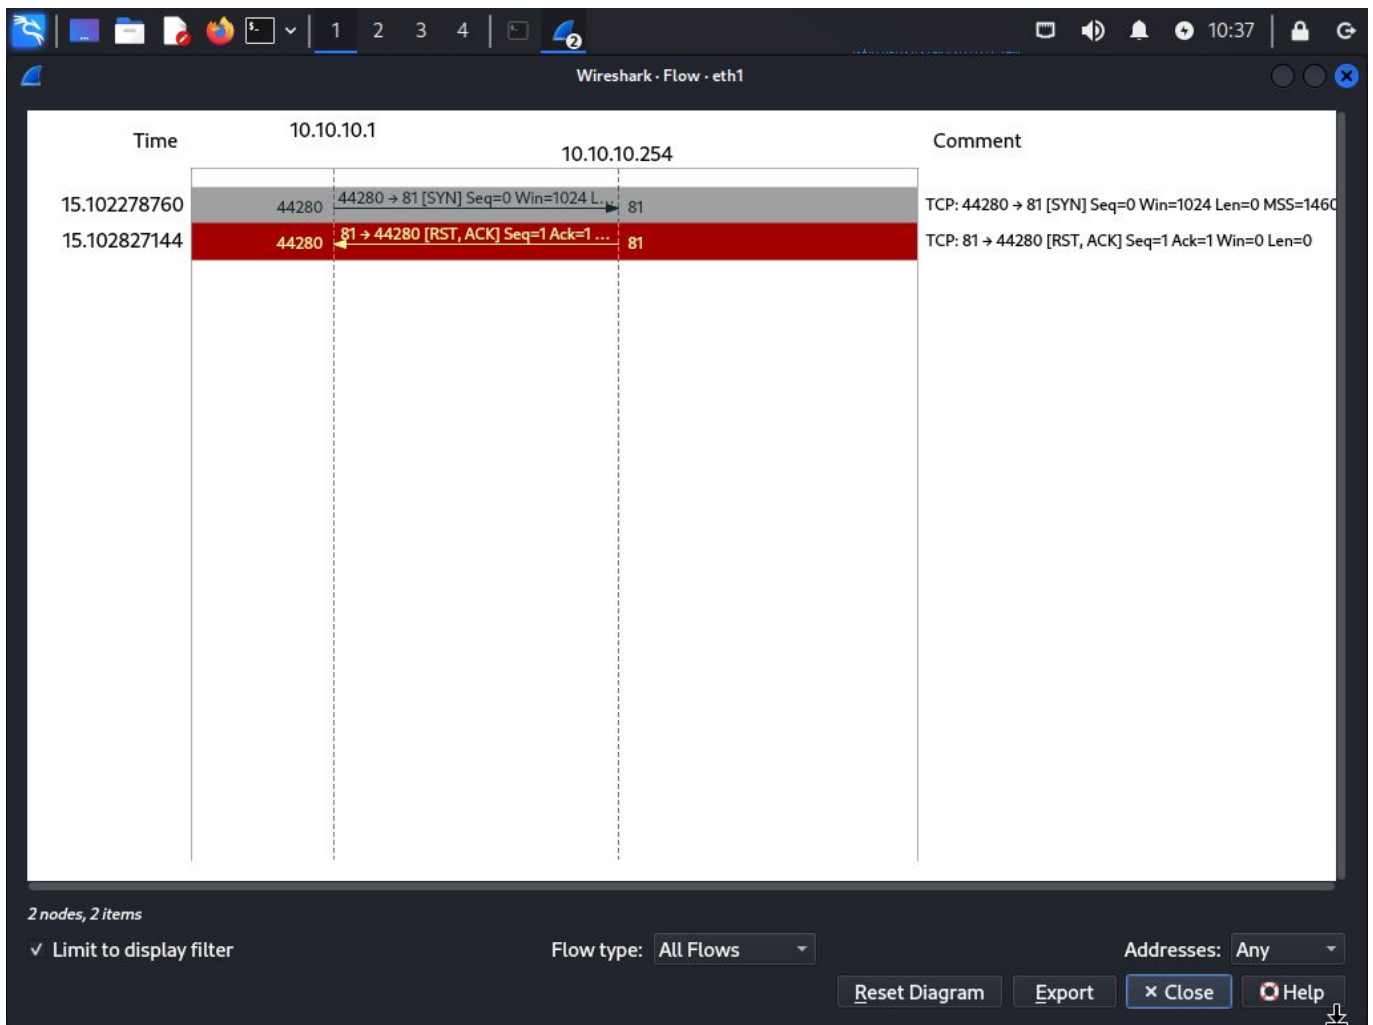 1 2 3 4 2 10:37
Wireshark · Flow · eth1
Time 10.10.10.1 10.10.10.254 Comment
15.102278760 44280 44280 → 81 [SYN] Seq=0 Win=1024 L... 81 TCP: 44280 → 81 [SYN] Seq=0 Win=1024 Len=0 MSS=1460
15.102827144 44280 81 → 44280 [RST, ACK] Seq=1 Ack=1 ... 81 TCP: 81 → 44280 [RST, ACK] Seq=1 Ack=1 Win=0 Len=0
2 nodes, 2 items
Limit to display filter Flow type: All Flows Addresses: Any
Reset Diagram Export Close Help